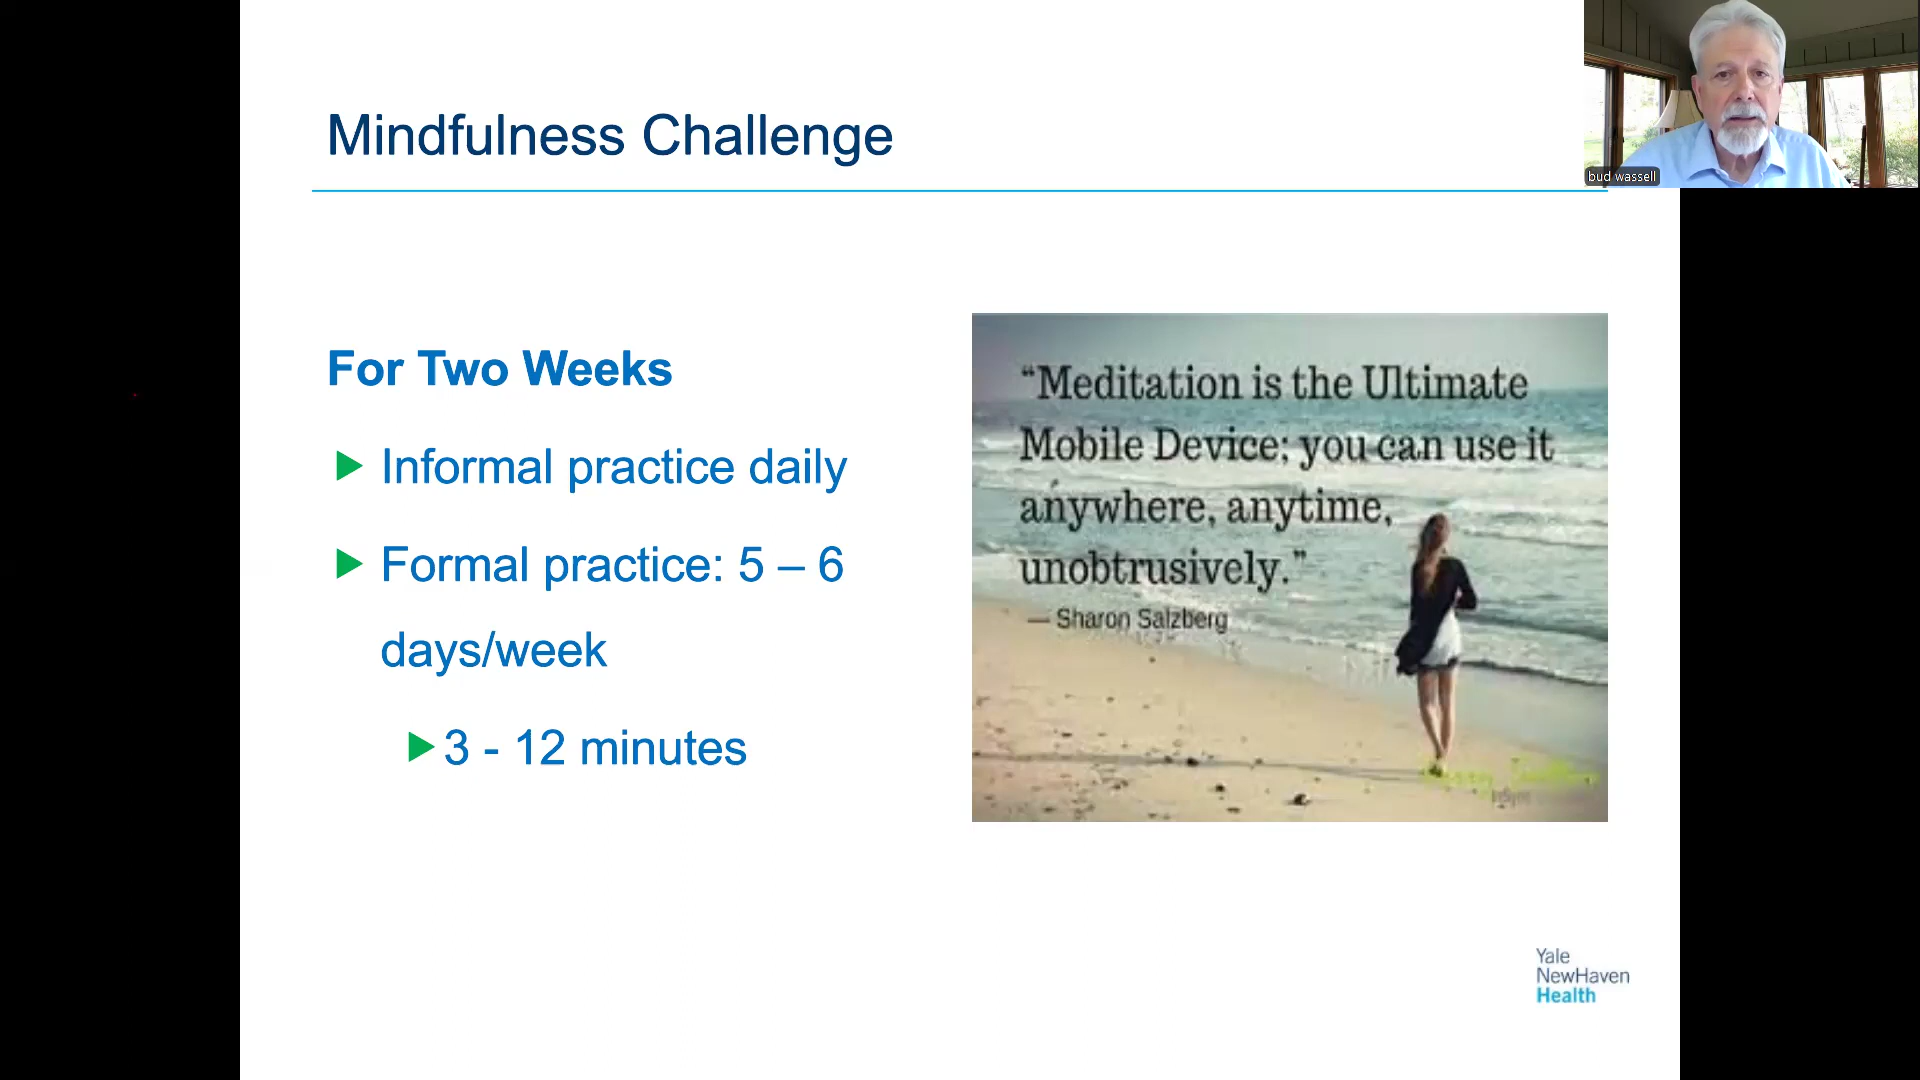 Mindfulness Challenge
bud wassell
For Two Weeks
Informal practice daily
Formal practice: 5 – 6
days/week
3 - 12 minutes
“Meditation is the Ultimate
Mobile Device; you can use it
anywhere, anytime,
unobtrusively.”
— Sharon Salzberg
Yale
NewHaven
Health